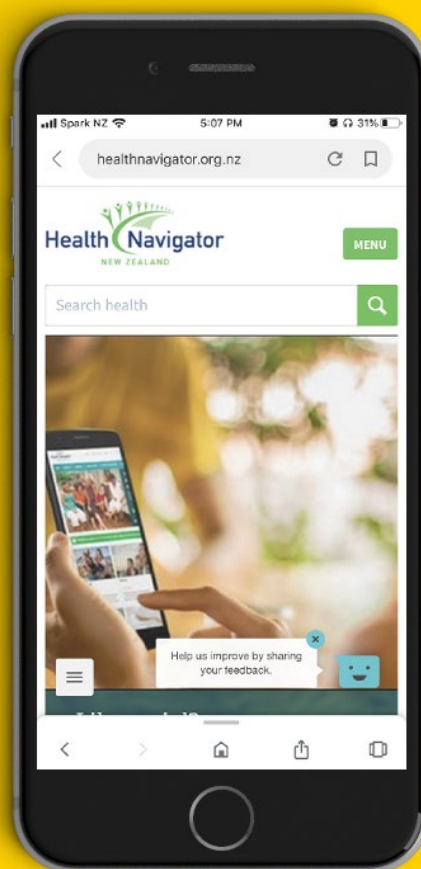 Spark NZ
5:07 PM
31%
healthnavigator.org.nz
Health Navigator
NEW ZEALAND
MENU
Search health
Help us improve by sharing
your feedback.